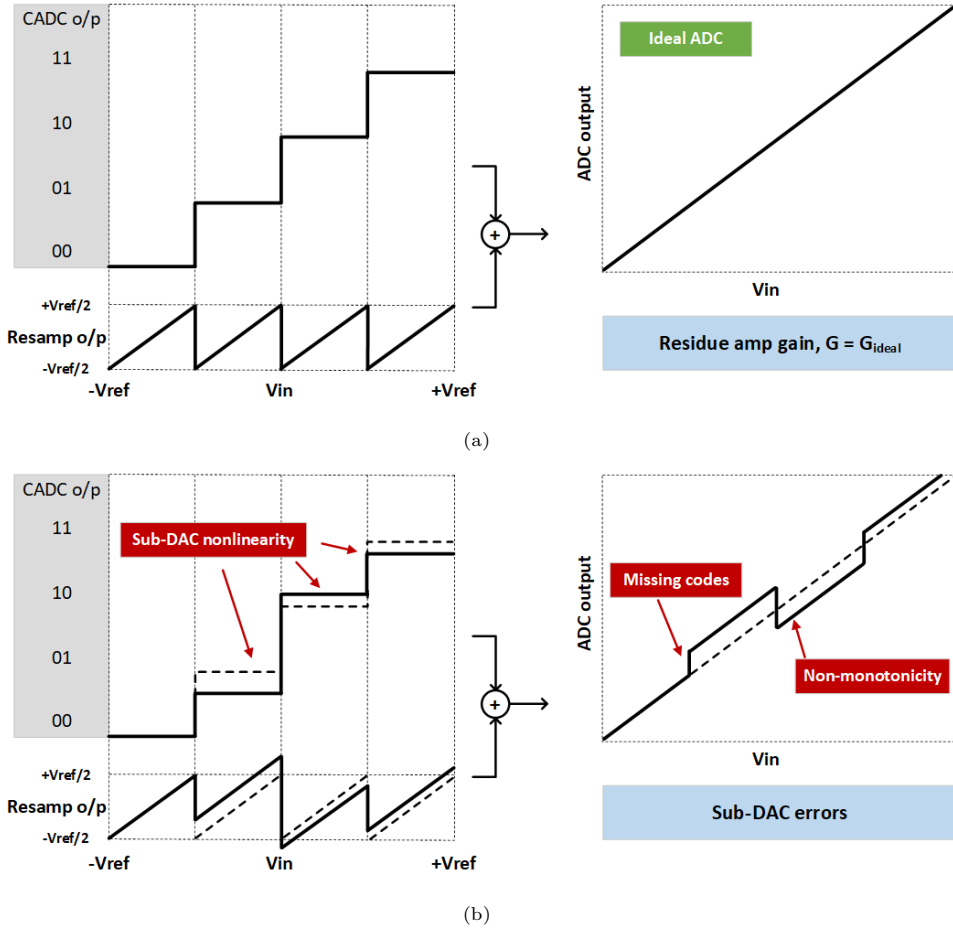 CADC o/p
11
10
01
00
+Vref/2
Resamp o/p
-Vref/2
-Vref
Vin
+Vref
+
Ideal ADC
ADC output
Vin
Residue amp gain, G = Gideal
(a)
CADC o/p
11
10
01
00
Sub-DAC nonlinearity
+Vref/2
Resamp o/p
-Vref/2
-Vref
Vin
+Vref
+
ADC output
Missing codes
Non-monotonicity
Vin
Sub-DAC errors
(b)